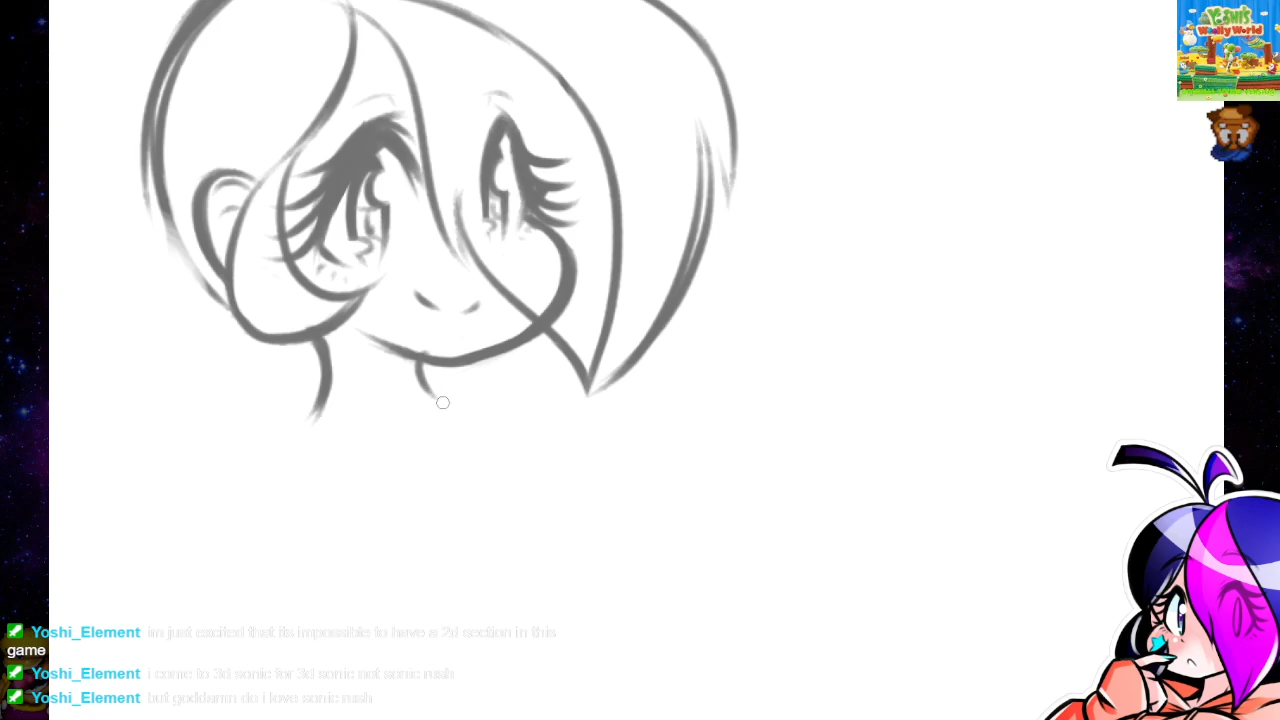 YOSHI'S
Woolly World
Yoshi_Element im just excited that its impossible to have a 2d section in this
game
Yoshi_Element i come to 3d sonic for 3d sonic not sonic rush
Yoshi_Element but goddamn do i love sonic rush